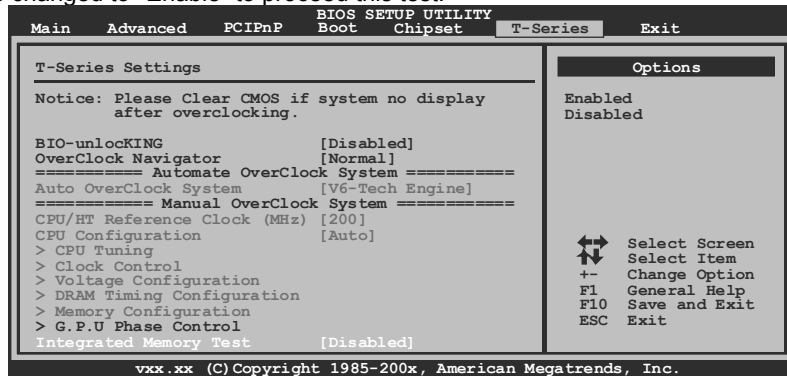 changed to "Enable" to proceed this test.
BIOS SETUP UTILITY
Main Advanced PCIPnP Boot Chipset T-Series Exit
T-Series Settings
Notice: Please Clear CMOS if system no display
after overclocking.
BIO-unlocKING [Disabled]
OverClock Navigator [Normal]
=========== Automate OverClock System ===========
Auto OverClock System [V6-Tech Engine]
============ Manual OverClock System ============
CPU/HT Reference Clock (MHz) [200]
CPU Configuration [Auto]
> CPU Tuning
> Clock Control
> Voltage Configuration
> DRAM Timing Configuration
> Memory Configuration
> G.P.U Phase Control
Integrated Memory Test [Disabled]
Options
Enabled
Disabled
Select Screen
Select Item
+- Change Option
F1 General Help
F10 Save and Exit
ESC Exit
vxx.xx (C)Copyright 1985-200x, American Megatrends, Inc.